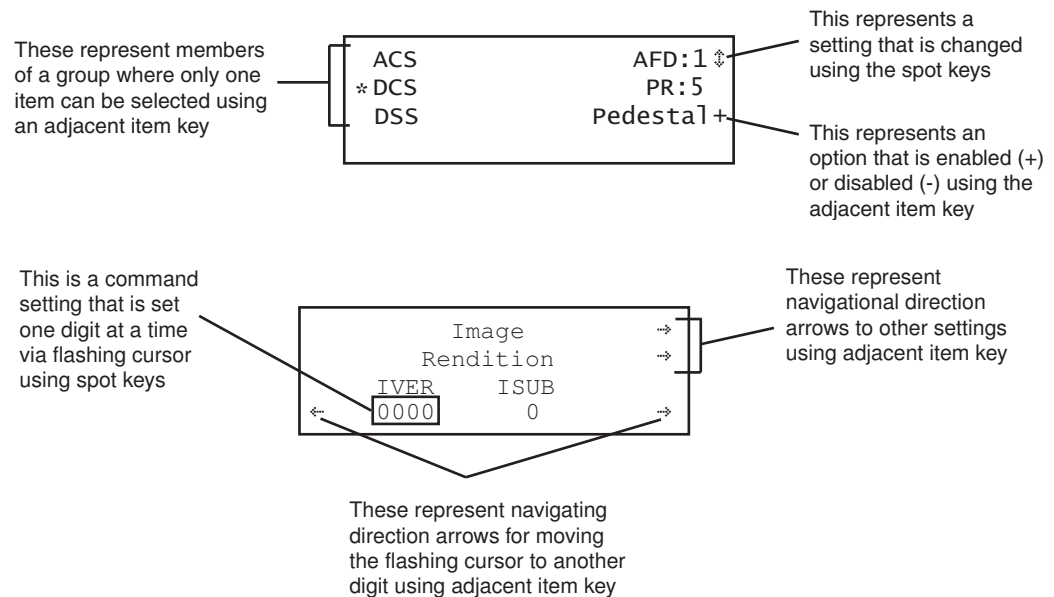 These represent members
of a group where only one
item can be selected using
an adjacent item key
ACS
* DCS
DSS
AFD:1⇕
PR:5
Pedestal+
This represents a
setting that is changed
using the spot keys
This represents an
option that is enabled (+)
or disabled (-) using the
adjacent item key
This is a command
setting that is set
one digit at a time
via flashing cursor
using spot keys
Image →
Rendition →
IVER ISUB
← 0000 0 →
These represent
navigational direction
arrows to other settings
using adjacent item key
These represent navigating
direction arrows for moving
the flashing cursor to another
digit using adjacent item key